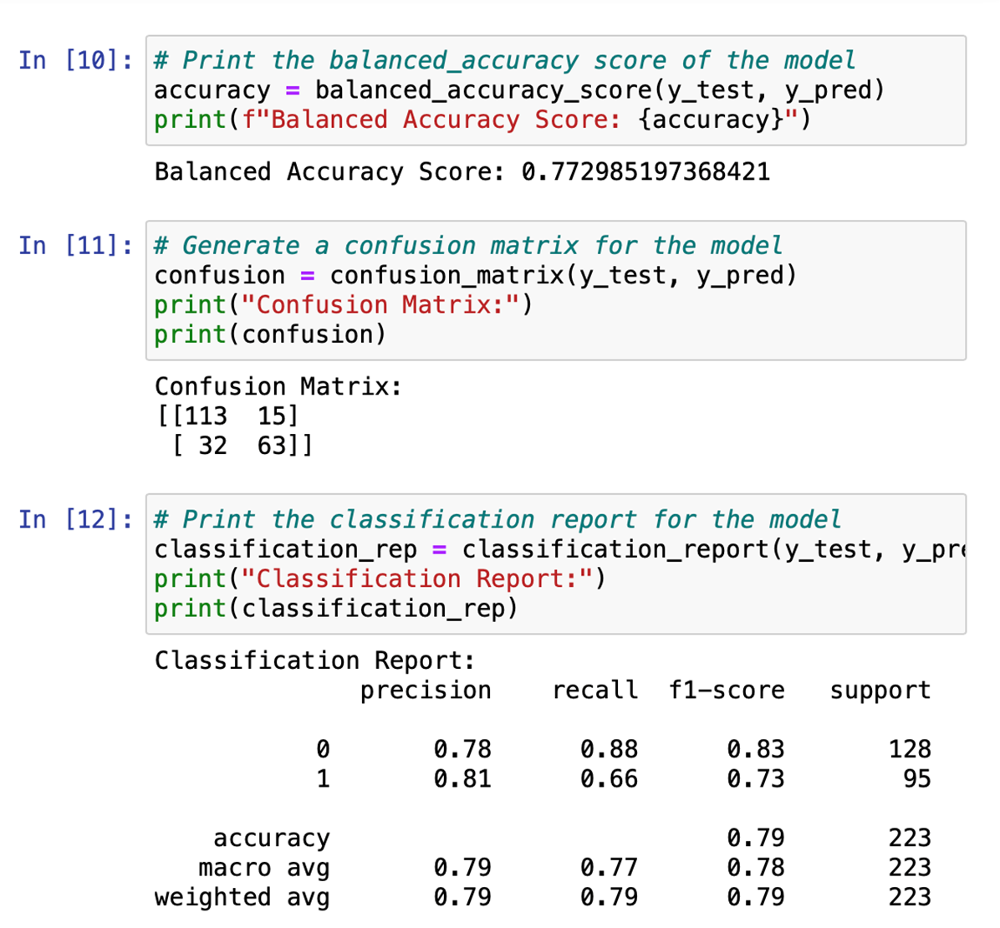 In [10]: # Print the balanced_accuracy score of the model
accuracy = balanced_accuracy_score(y_test, y_pred)
print(f"Balanced Accuracy Score: {accuracy}")
Balanced Accuracy Score: 0.772985197368421
In [11]: # Generate a confusion matrix for the model
confusion = confusion_matrix(y_test, y_pred)
print("Confusion Matrix:")
print(confusion)
Confusion Matrix:
[[113  15]
 [ 32  63]]
In [12]: # Print the classification report for the model
classification_rep = classification_report(y_test, y_pre
print("Classification Report:")
print(classification_rep)
Classification Report:
precision    recall  f1-score   support
0       0.78      0.88      0.83       128
1       0.81      0.66      0.73        95
accuracy                           0.79       223
macro avg       0.79      0.77      0.78       223
weighted avg       0.79      0.79      0.79       223